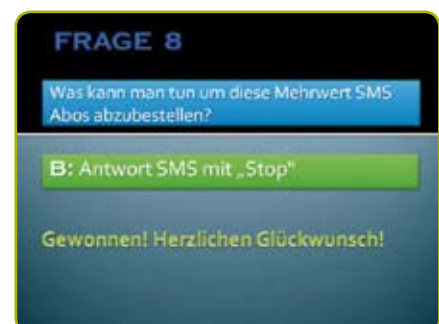 FRAGE 8
Was kann man tun um diese Mehrwert SMS
Abos abzubestellen?
B: Antwort SMS mit „Stop“
Gewonnen! Herzlichen Glückwunsch!